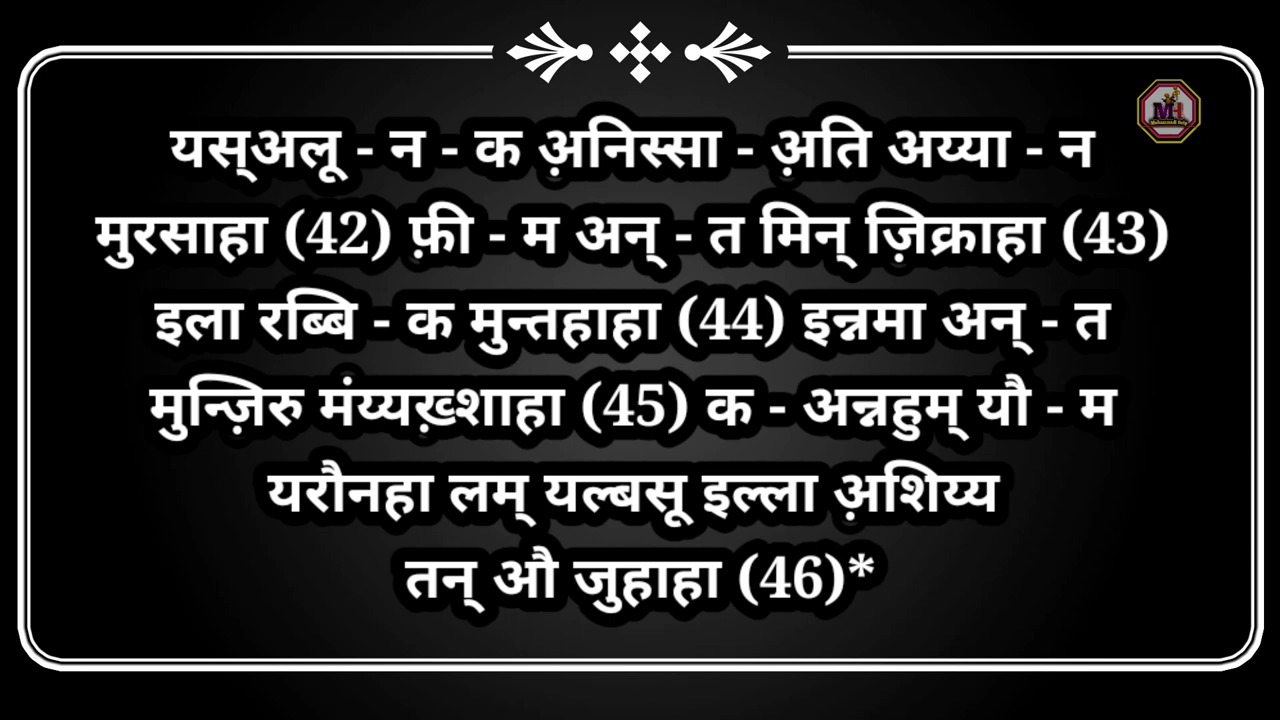 यस्अलू - न - क अ़निस्सा - अ़ति अय्या - न
मुरसाहा (42) फ़ी - म अन् - त मिन् ज़िक्राहा (43)
इला रब्बि - क मुन्तहाहा (44) इन्नमा अन् - त
मुन्ज़िरु मंय्यख़्शाहा (45) क - अन्नहुम् यौ - म
यरौनहा लम् यल्बसू इल्ला अ़शिय्य
तन् औ जुहाहा (46)*